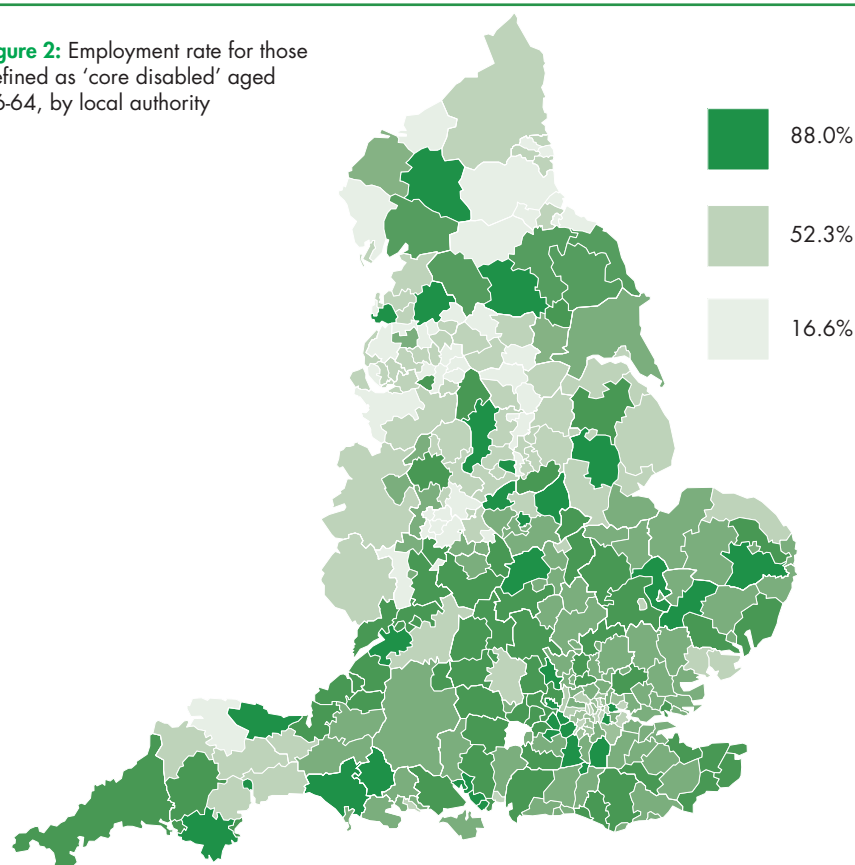 gure 2: Employment rate for those
efined as ‘core disabled’ aged
6-64, by local authority
88.0%
52.3%
16.6%